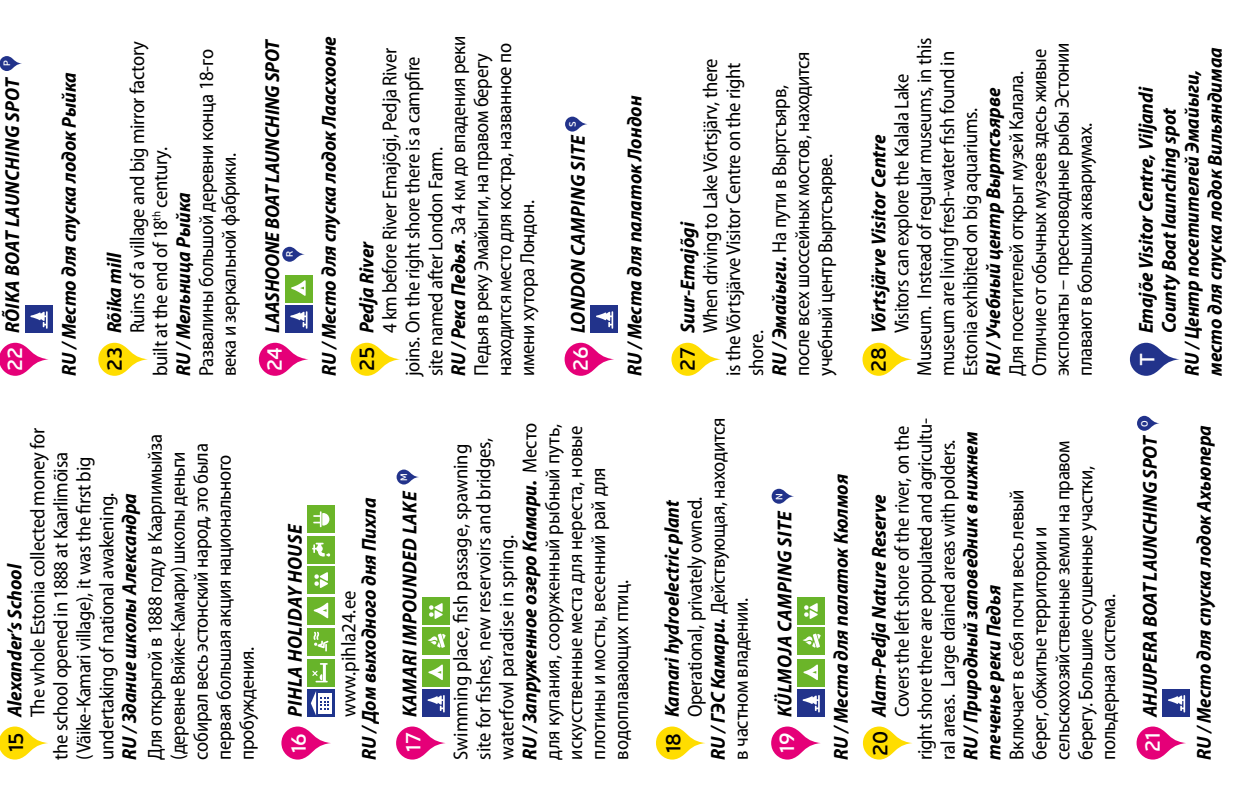 15 Alexander's School
The whole Estonia collected money for
the school opened in 1888 at Kaarlimõisa
(Väike-Kamari village), it was the first big
undertaking of national awakening.
RU / Здание школы Александра
Для открытой в 1888 году в Каарлимыйза
(деревне Вяйке-Камари) школы деньги
собирал весь эстонский народ, это была
первая большая акция национального
пробуждения.
16 PIHLA HOLIDAY HOUSE
www.pihla24.ee
RU / Дом выходного дня Пихла
17 KAMARI IMPOUNDED LAKE M
Swimming place, fish passage, spawning
site for fishes, new reservoirs and bridges,
waterfowl paradise in spring.
RU / Запруженное озеро Камари. Место
для купания, сооруженный рыбный путь,
искусственные места для нереста, новые
плотины и мосты, весенний рай для
водоплавающих птиц.
18 Kamari hydroelectric plant
Operational, privately owned.
RU / ГЭС Камари. Действующая, находится
в частном владении.
19 KÜLMOJA CAMPING SITE N
RU / Места для палаток Кюлмоя
20 Alam-Pedja Nature Reserve
Covers the left shore of the river, on the
right shore there are populated and agricultu-
ral areas. Large drained areas with polders.
RU / Природный заповедник в нижнем
теченье реки Педья
Включает в себя почти весь левый
берег, обжитые территории и
сельскохозяйственные земли на правом
берегу. Большие осушенные участки,
польдерная система.
21 AHJUPERA BOAT LAUNCHING SPOT O
RU / Место для спуска лодок Ахьюпера
22 RÕIKA BOAT LAUNCHING SPOT P
RU / Место для спуска лодок Рыйка
23 Rõika mill
Ruins of a village and big mirror factory
built at the end of 18th century.
RU / Мельница Рыйка
Развалины большой деревни конца 18-го
века и зеркальной фабрики.
24 LAASHOONE BOAT LAUNCHING SPOT
R
RU / Место для спуска лодок Лаасхооне
25 Pedja River
4 km before River Emajõgi, Pedja River
joins. On the right shore there is a campfire
site named after London Farm.
RU / Река Педья. За 4 км до впадения реки
Педья в реку Эмайыги, на правом берегу
находится место для костра, названное по
имени хутора Лондон.
26 LONDON CAMPING SITE S
RU / Места для палаток Лондон
27 Suur-Emajõgi
When driving to Lake Võrtsjärv, there
is the Võrtsjärve Visitor Centre on the right
shore.
RU / Эмайыги. На пути в Выртсъярв,
после всех шоссейных мостов, находится
учебный центр Выртсъярве.
28 Võrtsjärve Visitor Centre
Visitors can explore the Kalala Lake
Museum. Instead of regular museums, in this
museum are living fresh-water fish found in
Estonia exhibited on big aquariums.
RU / Учебный центр Выртсъярве
Для посетителей открыт музей Калала.
Отличие от обычных музеев здесь живые
экспонаты – пресноводные рыбы Эстонии
плавают в больших аквариумах.
T Emajõe Visitor Centre, Viljandi
County Boat launching spot
RU / Центр посетителей Эмайыги,
место для спуска лодок Вильяндимаа